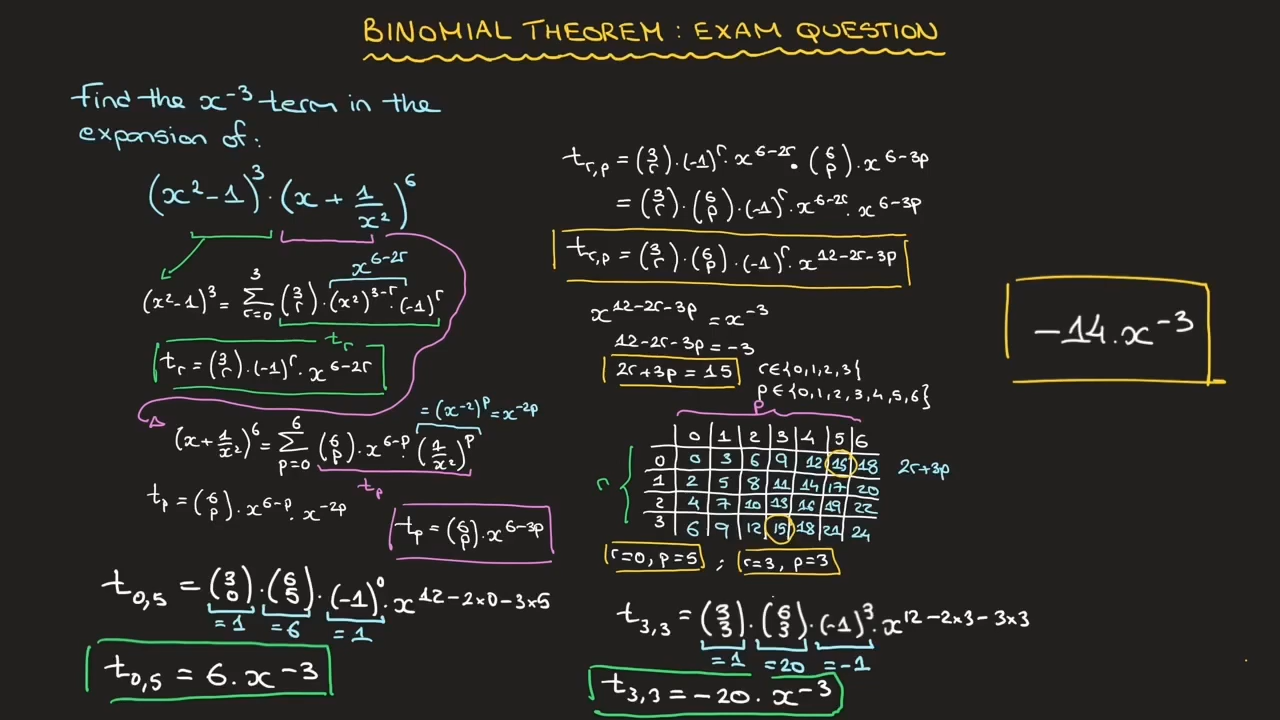 BINOMIAL THEOREM : EXAM QUESTION
Find the x⁻³ term in the
expansion of:
(x² - 1)³ · (x + 1/x²)⁶
x^(6-2r)
(x² - 1)³ = ∑_{r=0}^{3} (3 r) · (x²)^(3-r) · (-1)^r
t_r
t_r = (3 r) · (-1)^r · x^(6-2r)
= (x⁻²)^p = x^(-2p)
(x + 1/x²)⁶ = ∑_{p=0}^{6} (6 p) · x^(6-p) · (1/x²)^p
t_p
t_p = (6 p) · x^(6-p) · x^(-2p)
t_p = (6 p) · x^(6-3p)
t_{0,5} = (3 0) · (6 5) · (-1)^0 · x^(12-2×0-3×5)
=1 =6 =1
t_{0,5} = 6 · x⁻³
t_{r,p} = (3 r) · (-1)^r · x^(6-2r) · (6 p) · x^(6-3p)
= (3 r) · (6 p) · (-1)^r · x^(6-2r) · x^(6-3p)
t_{r,p} = (3 r) · (6 p) · (-1)^r · x^(12-2r-3p)
x^(12-2r-3p) = x⁻³
12-2r-3p = -3
2r+3p = 15
r ∈ {0,1,2,3}
p ∈ {0,1,2,3,4,5,6}
p
0 1 2 3 4 5 6
0 0 3 6 9 12 15 18 2r+3p
r
1 2 5 8 11 14 17 20
2 4 7 10 13 16 19 22
3 6 9 12 15 18 21 24
r=0, p=5 ; r=3, p=3
t_{3,3} = (3 3) · (6 3) · (-1)³ · x^(12-2×3-3×3)
=1 =20 =-1
t_{3,3} = -20 · x⁻³
-14 · x⁻³